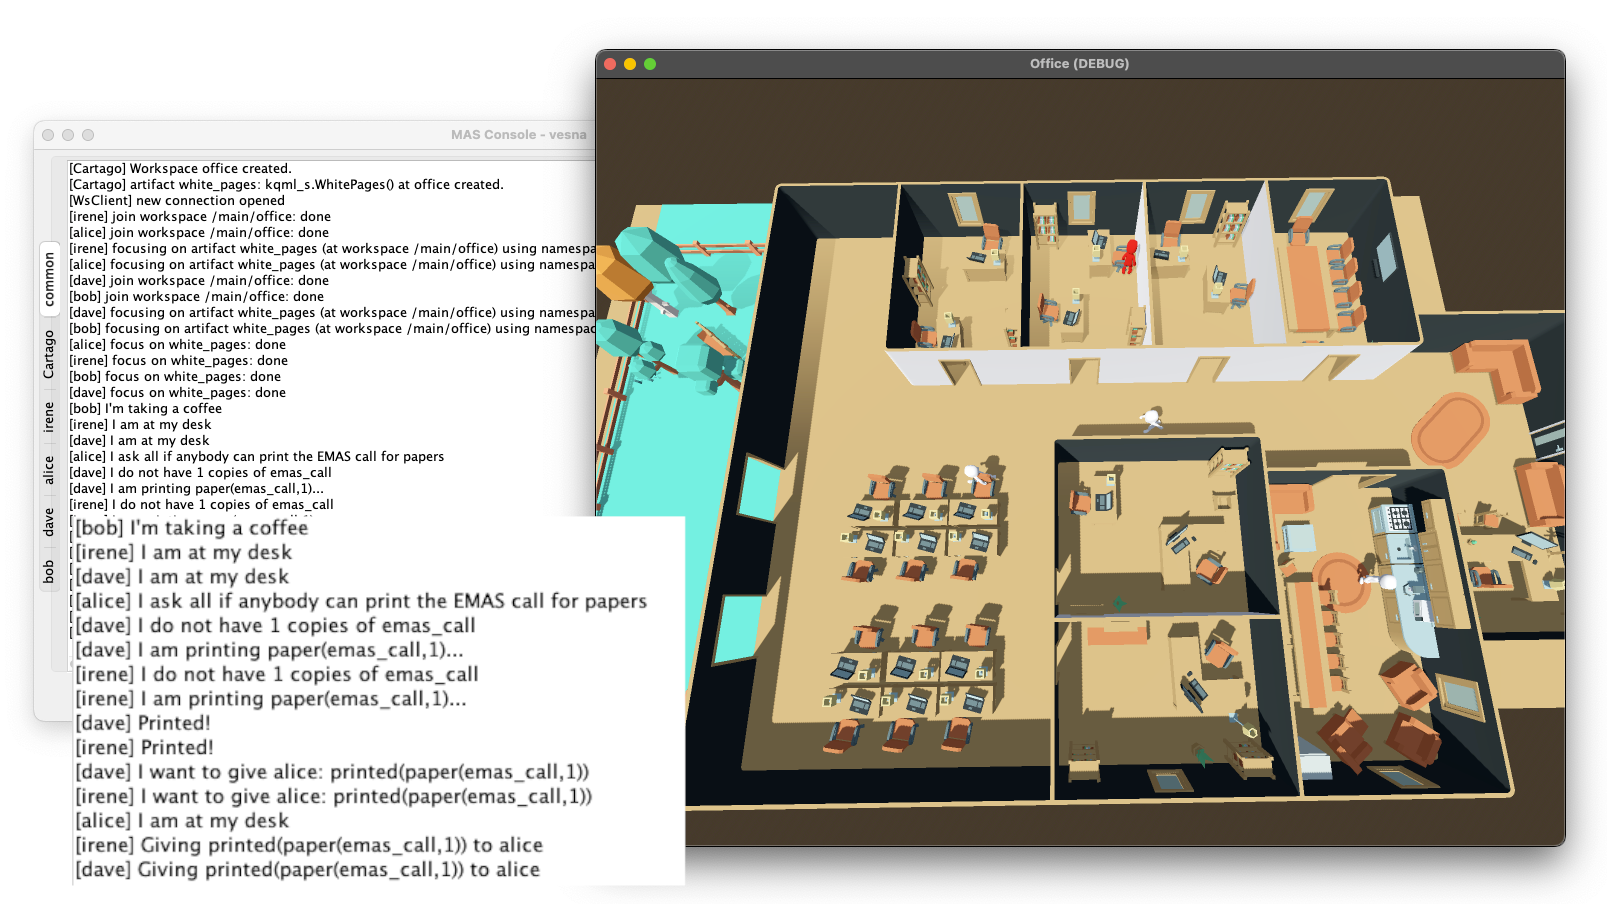 Office (DEBUG)
MAS Console - vesna
[Cartago] Workspace office created.
[Cartago] artifact white_pages: kqml_s.WhitePages() at office created.
[WsClient] new connection opened
[irene] join workspace /main/office: done
[alice] join workspace /main/office: done
[irene] focusing on artifact white_pages (at workspace /main/office) using namespa
[alice] focusing on artifact white_pages (at workspace /main/office) using namespa
[dave] join workspace /main/office: done
[bob] join workspace /main/office: done
[dave] focusing on artifact white_pages (at workspace /main/office) using namespa
[bob] focusing on artifact white_pages (at workspace /main/office) using namespac
[alice] focus on white_pages: done
[irene] focus on white_pages: done
[bob] focus on white_pages: done
[dave] focus on white_pages: done
[bob] I'm taking a coffee
[irene] I am at my desk
[dave] I am at my desk
[alice] I ask all if anybody can print the EMAS call for papers
[dave] I do not have 1 copies of emas_call
[dave] I am printing paper(emas_call,1)...
[irene] I do not have 1 copies of emas_call
common
Cartago
irene
alice
dave
bob
[bob] I'm taking a coffee
[irene] I am at my desk
[dave] I am at my desk
[alice] I ask all if anybody can print the EMAS call for papers
[dave] I do not have 1 copies of emas_call
[dave] I am printing paper(emas_call,1)...
[irene] I do not have 1 copies of emas_call
[irene] I am printing paper(emas_call,1)...
[dave] Printed!
[irene] Printed!
[dave] I want to give alice: printed(paper(emas_call,1))
[irene] I want to give alice: printed(paper(emas_call,1))
[alice] I am at my desk
[irene] Giving printed(paper(emas_call,1)) to alice
[dave] Giving printed(paper(emas_call,1)) to alice